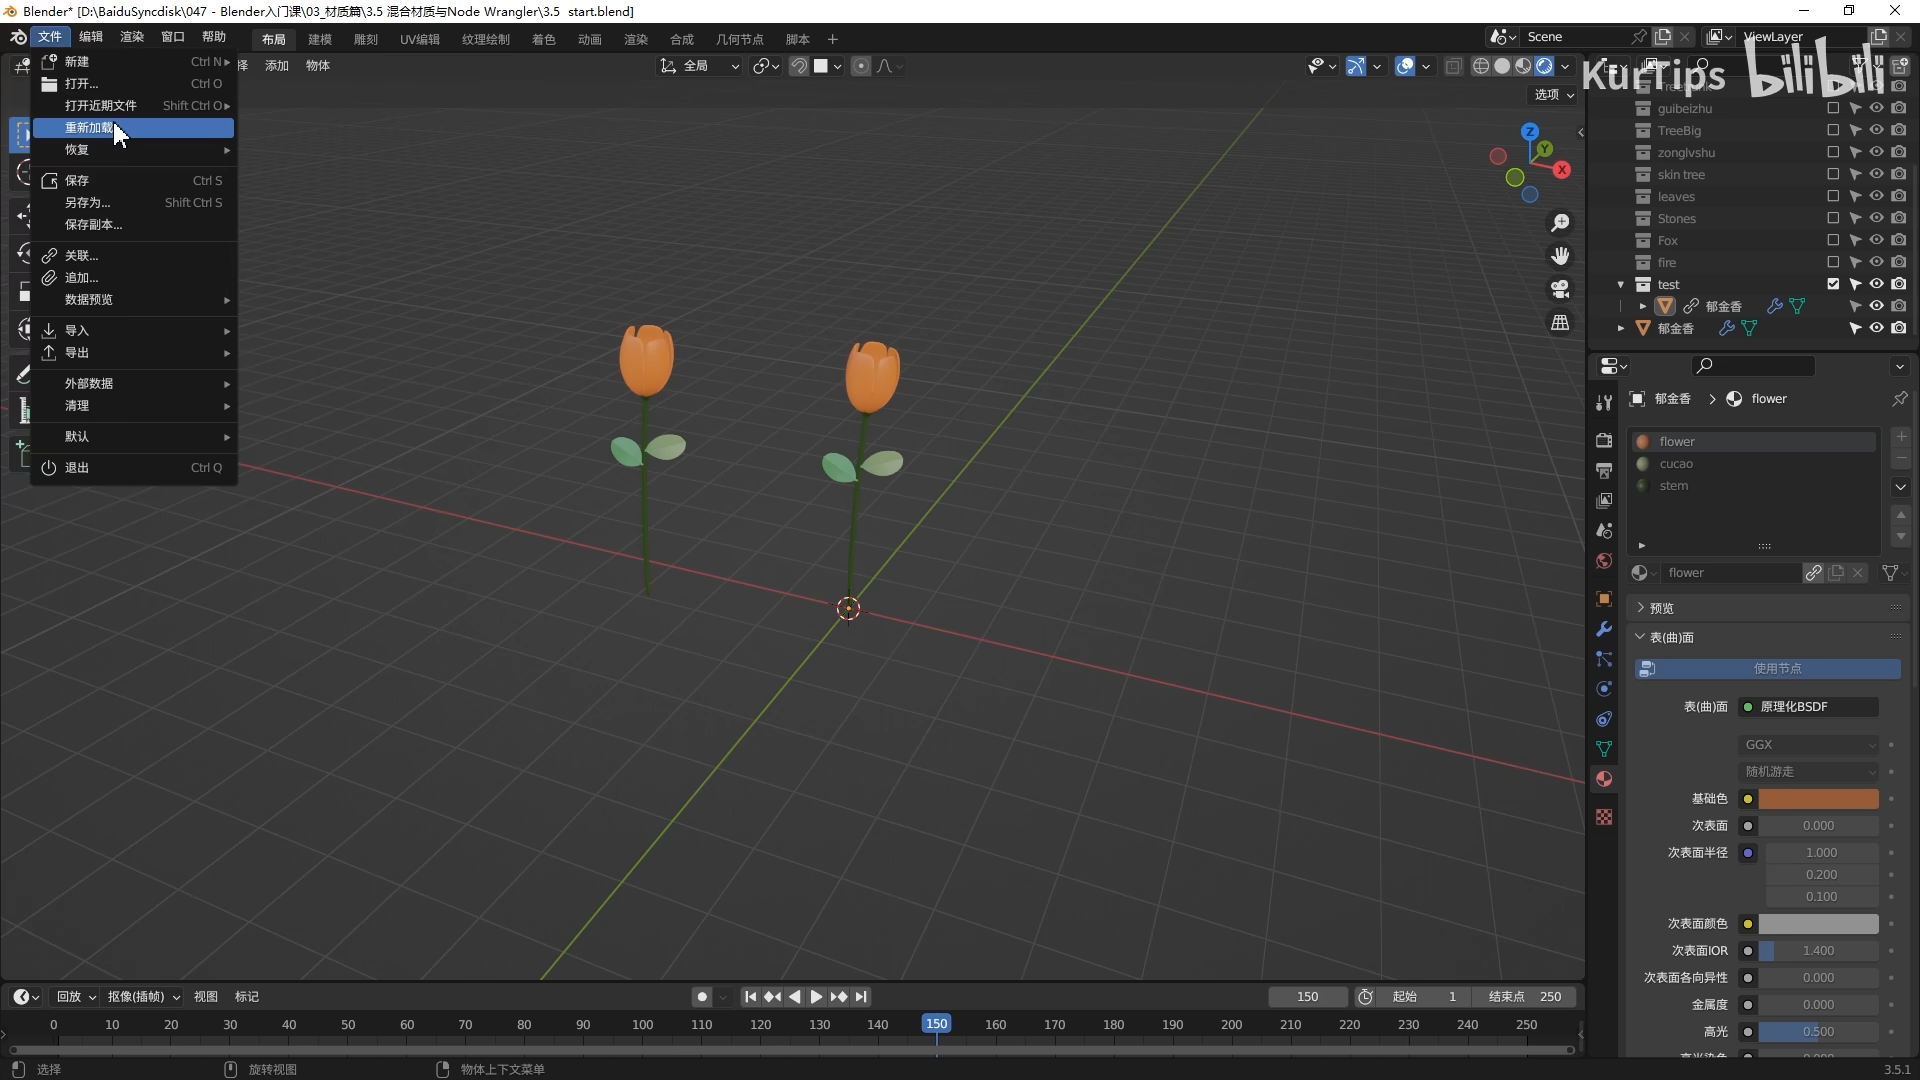 Blender* [D:\BaiduSyncdisk\047 - Blender入门课\03_材质篇\3.5 混合材质与Node Wrangler\3.5  start.blend]
文件 编辑 渲染 窗口 帮助 布局 建模 雕刻 UV编辑 纹理绘制 着色 动画 渲染 合成 几何节点 脚本 + Scene ViewLayer
添加 物体 全局
KurTips bilibili
选项
新建 Ctrl N
打开... Ctrl O
打开近期文件 Shift Ctrl O
重新加载
恢复
保存 Ctrl S
另存为... Shift Ctrl S
保存副本...
关联...
追加...
数据预览
导入
导出
外部数据
清理
默认
退出 Ctrl Q
Z
Y
X
guibeizhu
TreeBig
zonglvshu
skin tree
leaves
Stones
Fox
fire
test
郁金香
郁金香
郁金香 > flower
flower
cucao
stem
flower
预览
表(曲)面
使用节点
表(曲)面 原理化BSDF
GGX
随机游走
基础色
次表面 0.000
次表面半径 1.000
0.200
0.100
次表面颜色
次表面IOR 1.400
次表面各向异性 0.000
金属度 0.000
高光 0.500
回放 抠像(插帧) 视图 标记 150 起始 1 结束点 250
0 10 20 30 40 50 60 70 80 90 100 110 120 130 140 150 160 170 180 190 200 210 220 230 240 250
选择 旋转视图 物体上下文菜单 3.5.1